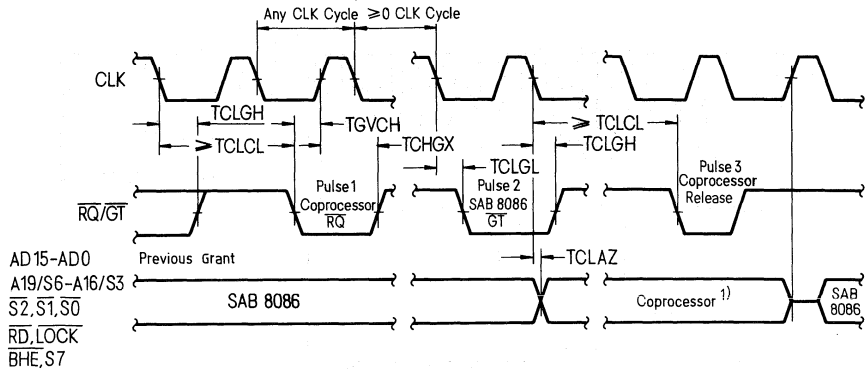 Any CLK Cycle ≥0 CLK Cycle
CLK
TCLGH
TGVCH
≥TCLCL
TCHGX
TCLGL
≥ TCLCL
TCLGH
RQ/GT
Pulse 1
Coprocessor
RQ
Pulse 2
SAB 8086
GT
Pulse 3
Coprocessor
Release
Previous Grant
TCLAZ
AD15-AD0
A19/S6-A16/S3
S2,S1,S0
RD,LOCK
BHE,S7
SAB 8086
Coprocessor 1)
SAB
8086